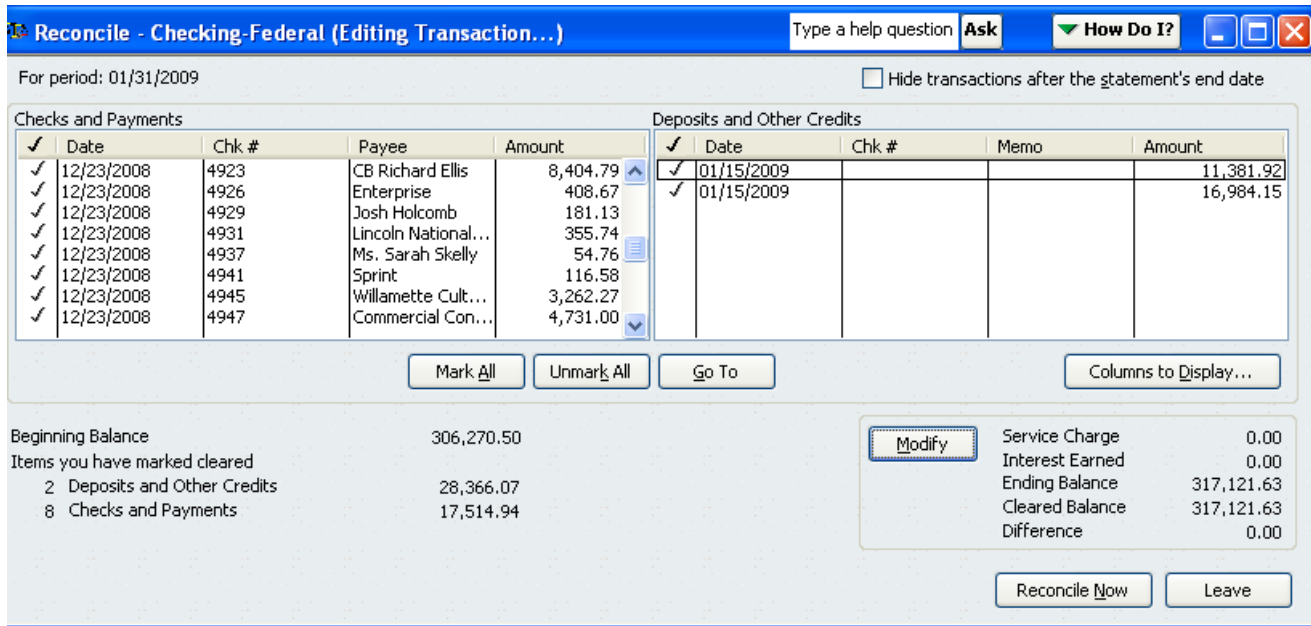 Reconcile - Checking-Federal (Editing Transaction...) Type a help question Ask How Do I?
For period: 01/31/2009 Hide transactions after the statement's end date
Checks and Payments Deposits and Other Credits
✓ Date Chk # Payee Amount ✓ Date Chk # Memo Amount
✓ 12/23/2008 4923 CB Richard Ellis 8,404.79 ✓ 01/15/2009 11,381.92
✓ 12/23/2008 4926 Enterprise 408.67 ✓ 01/15/2009 16,984.15
✓ 12/23/2008 4929 Josh Holcomb 181.13
✓ 12/23/2008 4931 Lincoln National... 355.74
✓ 12/23/2008 4937 Ms. Sarah Skelly 54.76
✓ 12/23/2008 4941 Sprint 116.58
✓ 12/23/2008 4945 Willamette Cult... 3,262.27
✓ 12/23/2008 4947 Commercial Con... 4,731.00
Mark All Unmark All Go To Columns to Display...
Beginning Balance 306,270.50 Modify Service Charge 0.00
Items you have marked cleared Interest Earned 0.00
2 Deposits and Other Credits 28,366.07 Ending Balance 317,121.63
8 Checks and Payments 17,514.94 Cleared Balance 317,121.63
Difference 0.00
Reconcile Now Leave